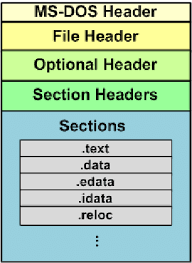 MS-DOS Header
File Header
Optional Header
Section Headers
Sections
.text
.data
.edata
.idata
.reloc
⋮